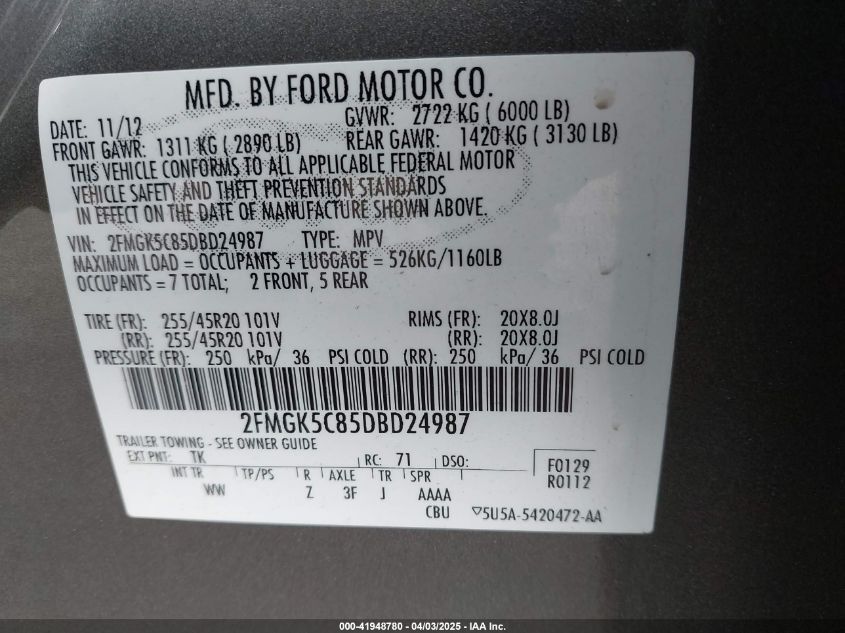 MFD. BY FORD MOTOR CO.
DATE: 11/12 GVWR: 2722 KG ( 6000 LB)
FRONT GAWR: 1311 KG ( 2890 LB) REAR GAWR: 1420 KG ( 3130 LB)
THIS VEHICLE CONFORMS TO ALL APPLICABLE FEDERAL MOTOR
VEHICLE SAFETY AND THEFT PREVENTION STANDARDS
IN EFFECT ON THE DATE OF MANUFACTURE SHOWN ABOVE.
VIN: 2FMGK5C85DBD24987 TYPE: MPV
MAXIMUM LOAD = OCCUPANTS + LUGGAGE = 526KG/1160LB
OCCUPANTS = 7 TOTAL; 2 FRONT, 5 REAR
TIRE (FR): 255/45R20 101V RIMS (FR): 20X8.0J
(RR): 255/45R20 101V (RR): 20X8.0J
PRESSURE (FR): 250 kPa/ 36 PSI COLD (RR): 250 kPa/ 36 PSI COLD
2FMGK5C85DBD24987
TRAILER TOWING - SEE OWNER GUIDE
EXT PNT: TK RC: 71 DSO: F0129
INT TR TP/PS R AXLE TR SPR R0112
WW Z 3F J AAAA
CBU ▽5U5A-5420472-AA
000-41948780 - 04/03/2025 - IAA Inc.